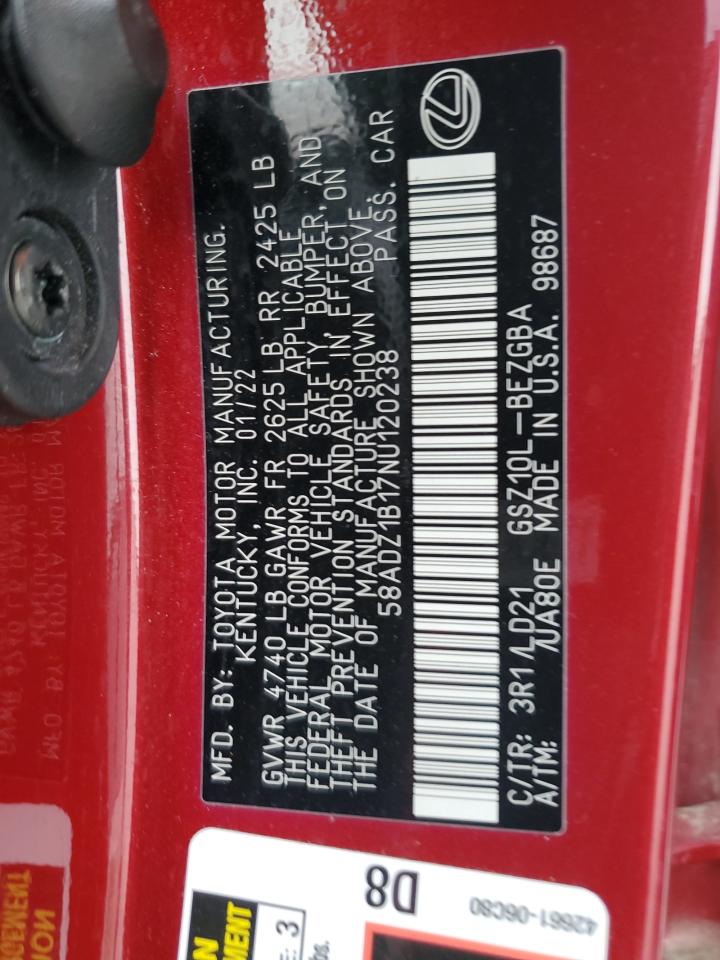 MFD. BY: TOYOTA MOTOR MANUFACTURING.
KENTUCKY, INC. 01/22
GVWR 4740 LB GAWR FR 2625 LB RR 2425 LB
THIS VEHICLE CONFORMS TO ALL APPLICABLE
FEDERAL MOTOR VEHICLE SAFETY, BUMPER, AND
THEFT PREVENTION STANDARDS IN EFFECT ON
THE DATE OF MANUFACTURE SHOWN ABOVE.
58ADZ1B17NU120238 PASS. CAR
C/TR: 3R1/LD21 GSZ10L-BEZGBA
A/TM: /UA80E MADE IN U.S.A. 98687
D8
42661-06C80
3